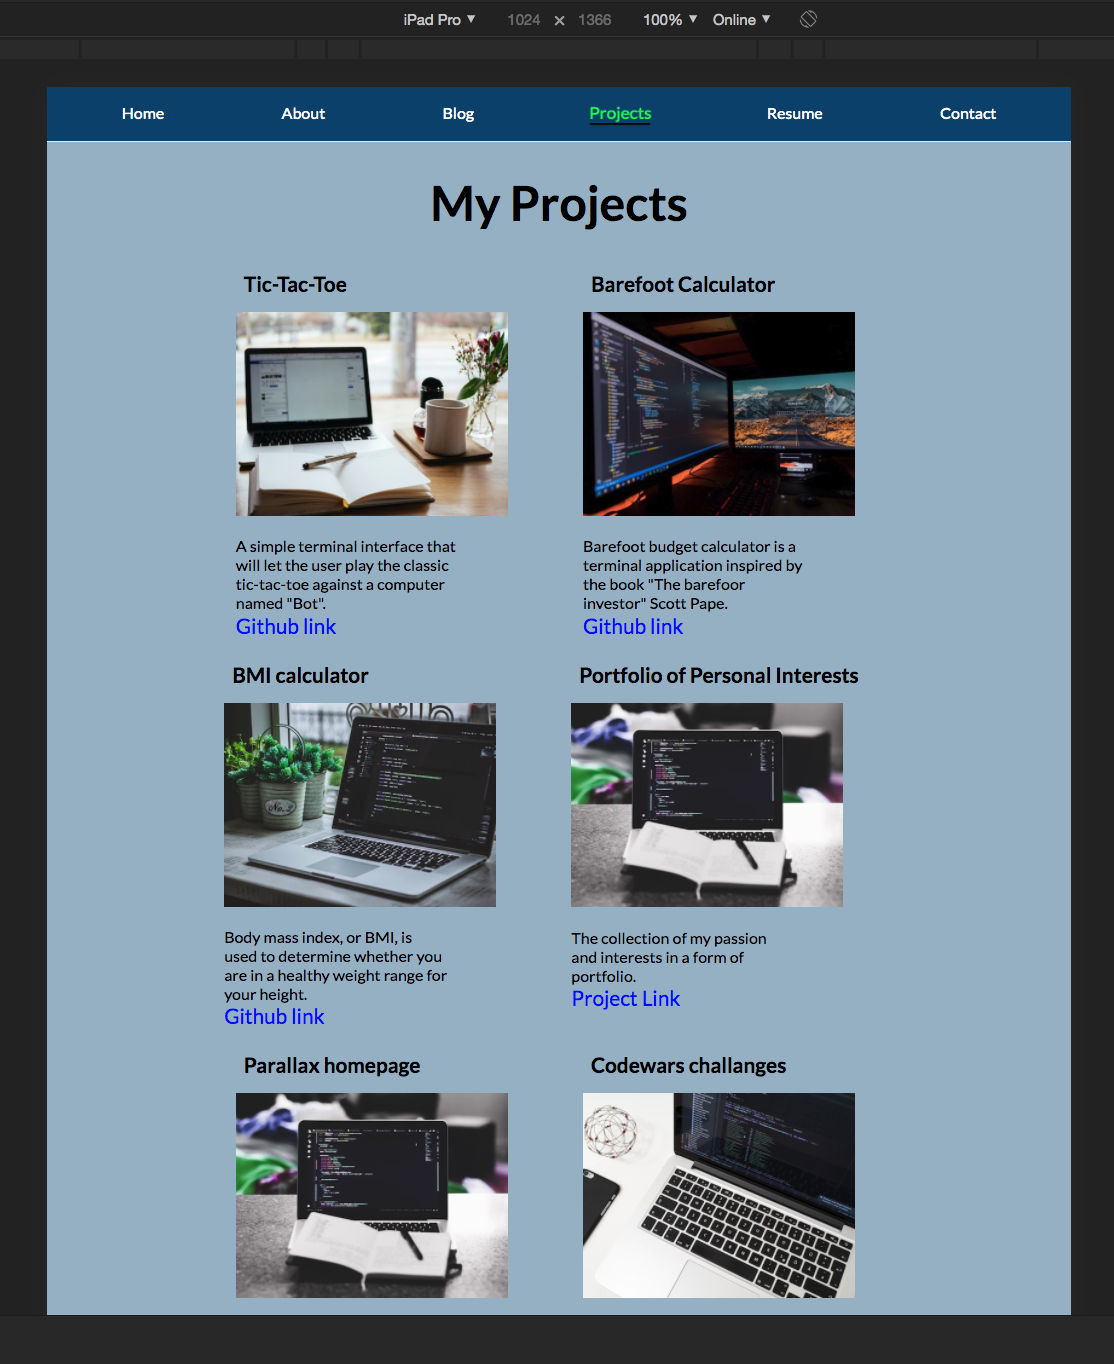 iPad Pro ▼ 1024 × 1366 100% ▼ Online ▼
Home About Blog Projects Resume Contact
My Projects
Tic-Tac-Toe
Barefoot Calculator
A simple terminal interface that
will let the user play the classic
tic-tac-toe against a computer
named "Bot".
Github link
Barefoot budget calculator is a
terminal application inspired by
the book "The barefoor
investor" Scott Pape.
Github link
BMI calculator
Portfolio of Personal Interests
No. 2
Body mass index, or BMI, is
used to determine whether you
are in a healthy weight range for
your height.
Github link
The collection of my passion
and interests in a form of
portfolio.
Project Link
Parallax homepage
Codewars challanges